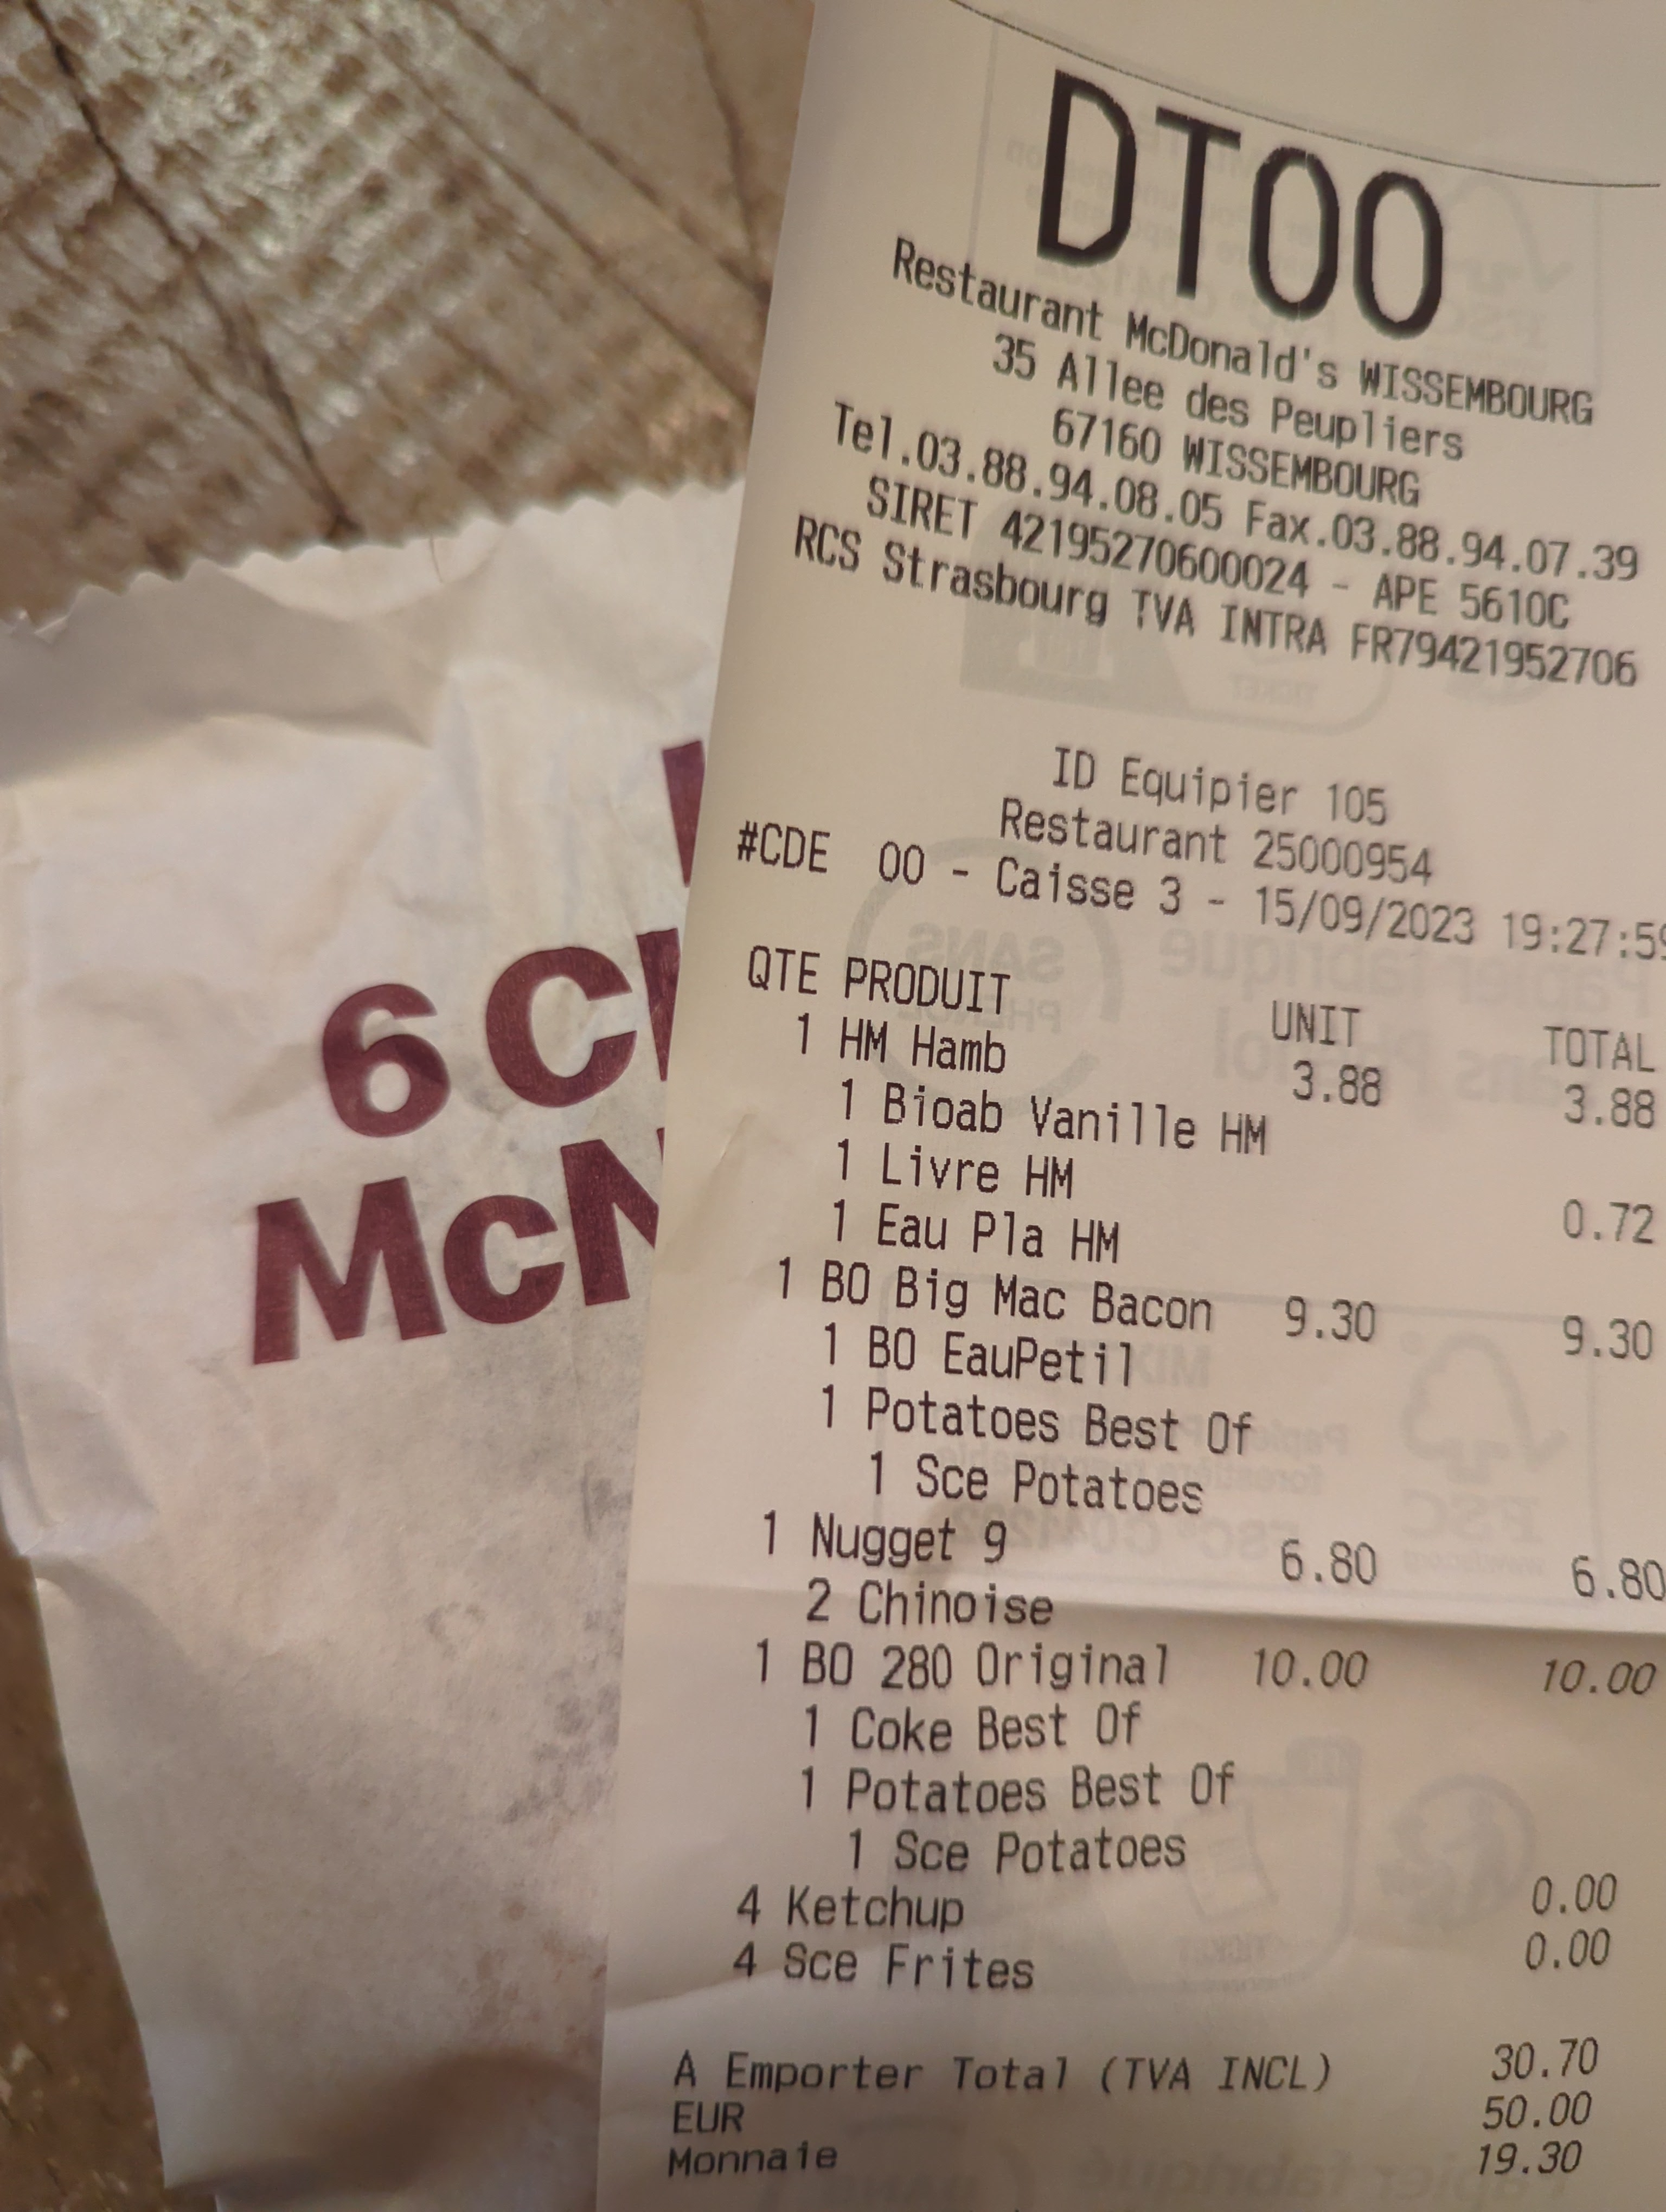 DT00
Restaurant McDonald's WISSEMBOURG
35 Allee des Peupliers
67160 WISSEMBOURG
Tel.03.88.94.08.05 Fax.03.88.94.07.39
SIRET 42195270600024 - APE 5610C
RCS Strasbourg TVA INTRA FR79421952706
ID Equipier 105
Restaurant 25000954
#CDE 00 - Caisse 3 - 15/09/2023 19:27:59
QTE PRODUIT UNIT TOTAL
1 HM Hamb 3.88 3.88
1 Bioab Vanille HM
1 Livre HM 0.72
1 Eau Pla HM
1 BO Big Mac Bacon 9.30 9.30
1 BO EauPetil
1 Potatoes Best Of
1 Sce Potatoes
1 Nugget 9 6.80 6.80
2 Chinoise
1 BO 280 Original 10.00 10.00
1 Coke Best Of
1 Potatoes Best Of
1 Sce Potatoes
4 Ketchup 0.00
4 Sce Frites 0.00
A Emporter Total (TVA INCL) 30.70
EUR 50.00
Monnaie 19.30
6 C
McN